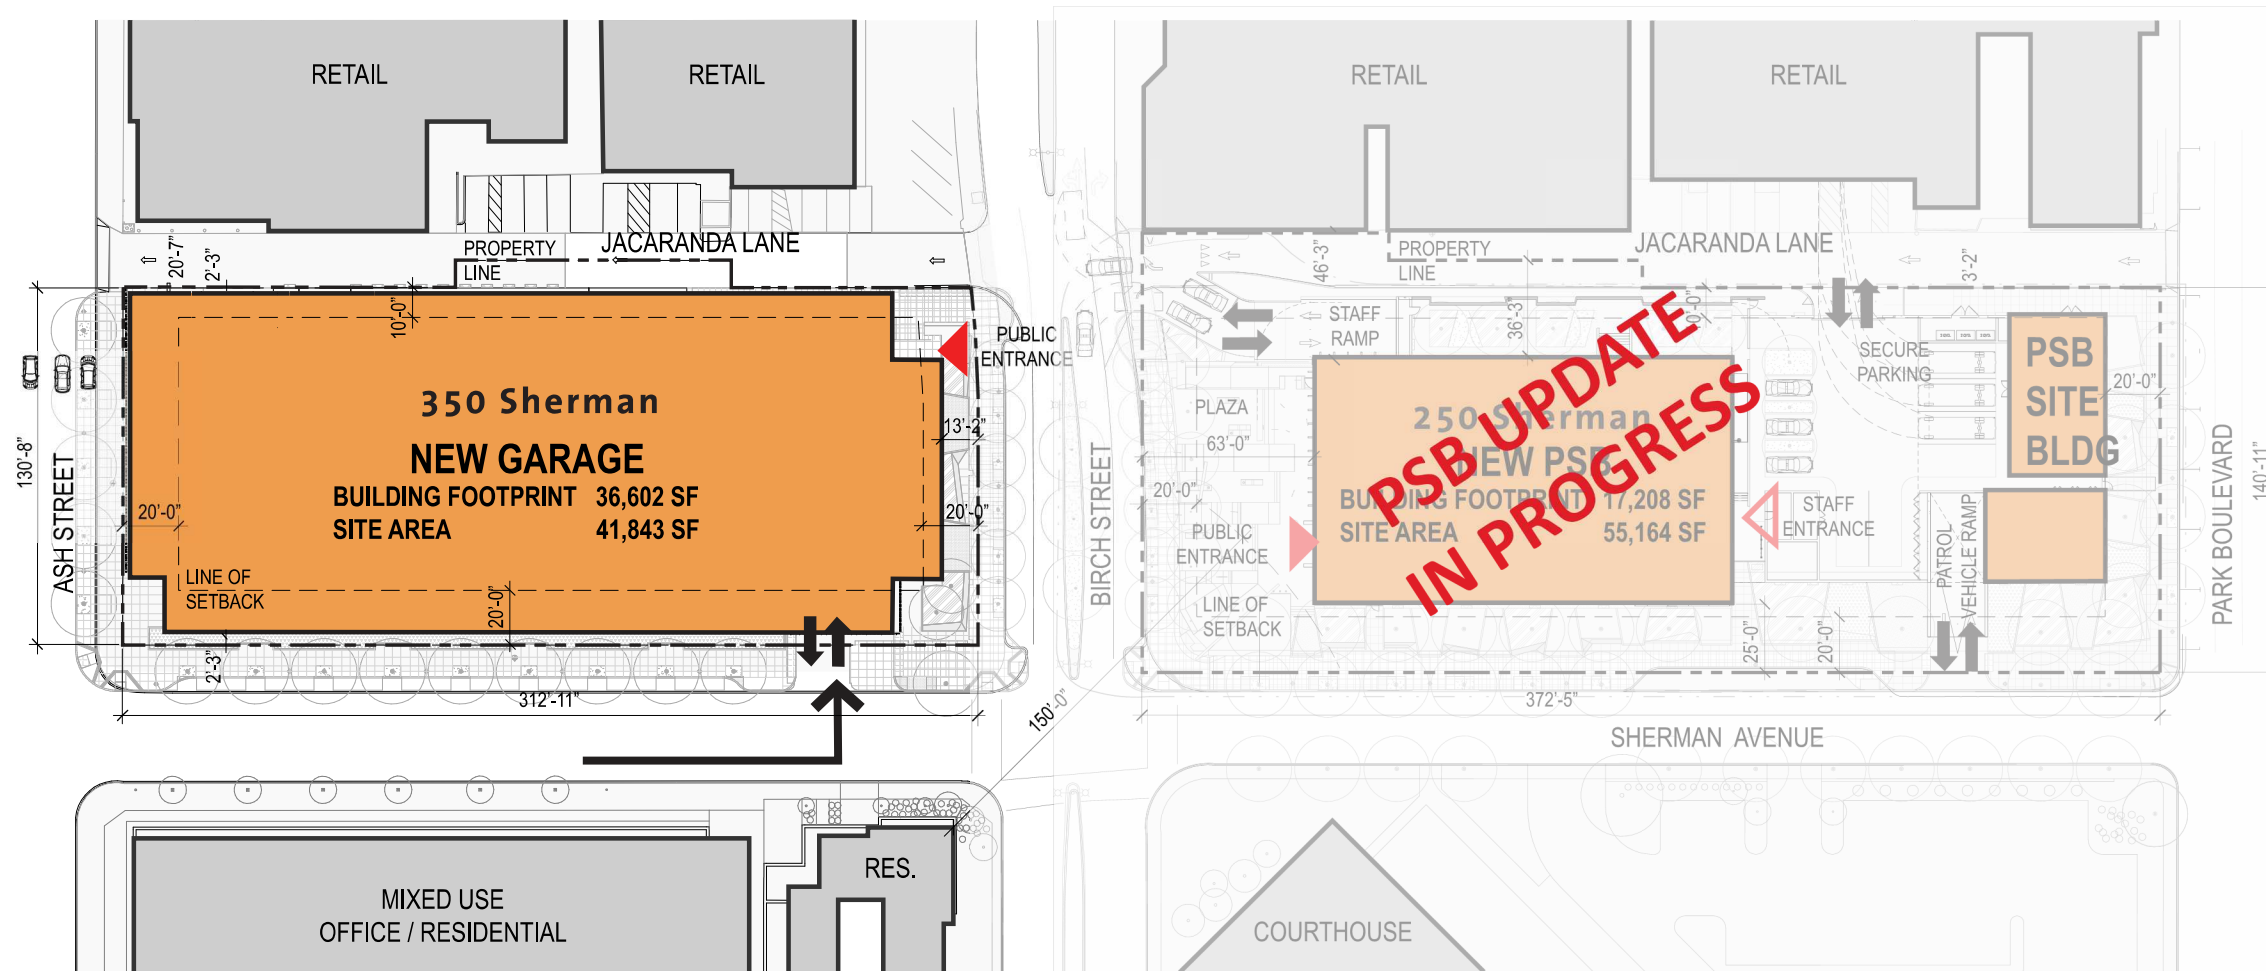 RETAIL
RETAIL
RETAIL
RETAIL
PROPERTY
LINE
JACARANDA LANE
20'-7"
2'-3"
10'-0"
PUBLIC
ENTRANCE
350 Sherman
NEW GARAGE
BUILDING FOOTPRINT 36,602 SF
SITE AREA 41,843 SF
130'-8"
ASH STREET
20'-0"
13'-2"
20'-0"
LINE OF
SETBACK
20'-0"
2'-3"
312'-11"
150'-0"
MIXED USE
OFFICE / RESIDENTIAL
RES.
PROPERTY
LINE
JACARANDA LANE
46'-3"
36'-3"
STAFF
RAMP
SECURE
PARKING
PLAZA
63'-0"
20'-0"
BIRCH STREET
PUBLIC
ENTRANCE
LINE OF
SETBACK
250 Sherman
NEW PSB
BUILDING FOOTPRINT 17,208 SF
SITE AREA 55,164 SF
PSB UPDATE
IN PROGRESS
STAFF
ENTRANCE
PATROL
VEHICLE RAMP
PSB
SITE
BLDG
20'-0"
25'-0"
20'-0"
PARK BOULEVARD
140'-11"
372'-5"
SHERMAN AVENUE
COURTHOUSE